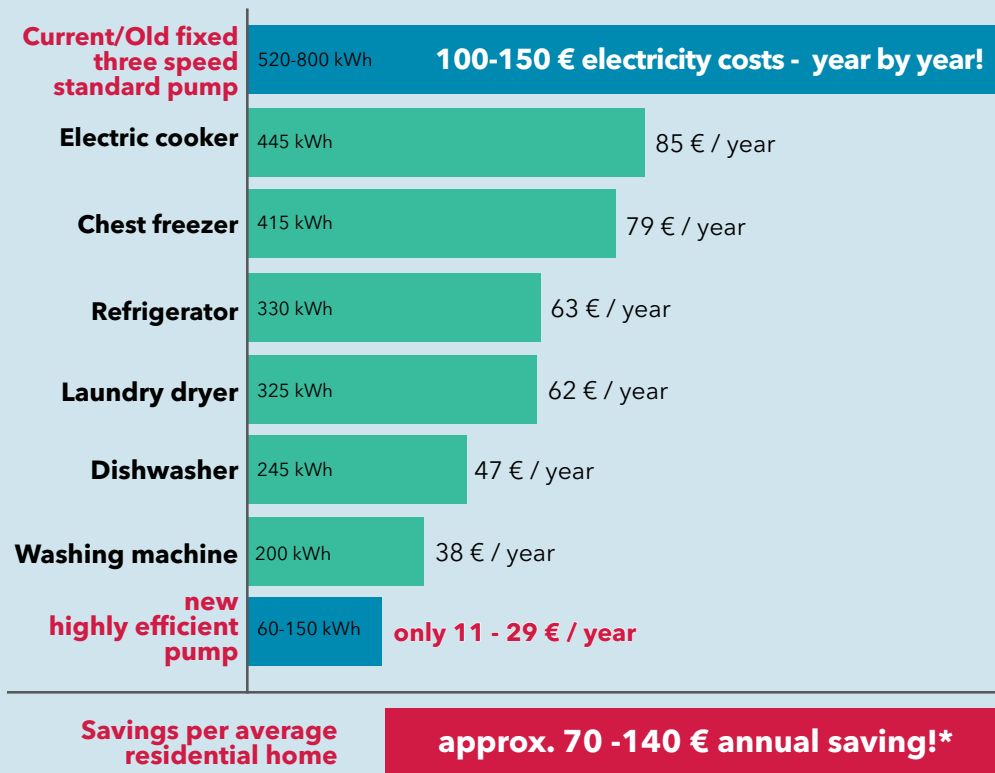 Current/Old fixed
three speed
standard pump
520-800 kWh
100-150 € electricity costs - year by year!
Electric cooker
445 kWh
85 € / year
Chest freezer
415 kWh
79 € / year
Refrigerator
330 kWh
63 € / year
Laundry dryer
325 kWh
62 € / year
Dishwasher
245 kWh
47 € / year
Washing machine
200 kWh
38 € / year
new
highly efficient
pump
60-150 kWh
only 11 - 29 € / year
Savings per average
residential home
approx. 70 -140 € annual saving!*